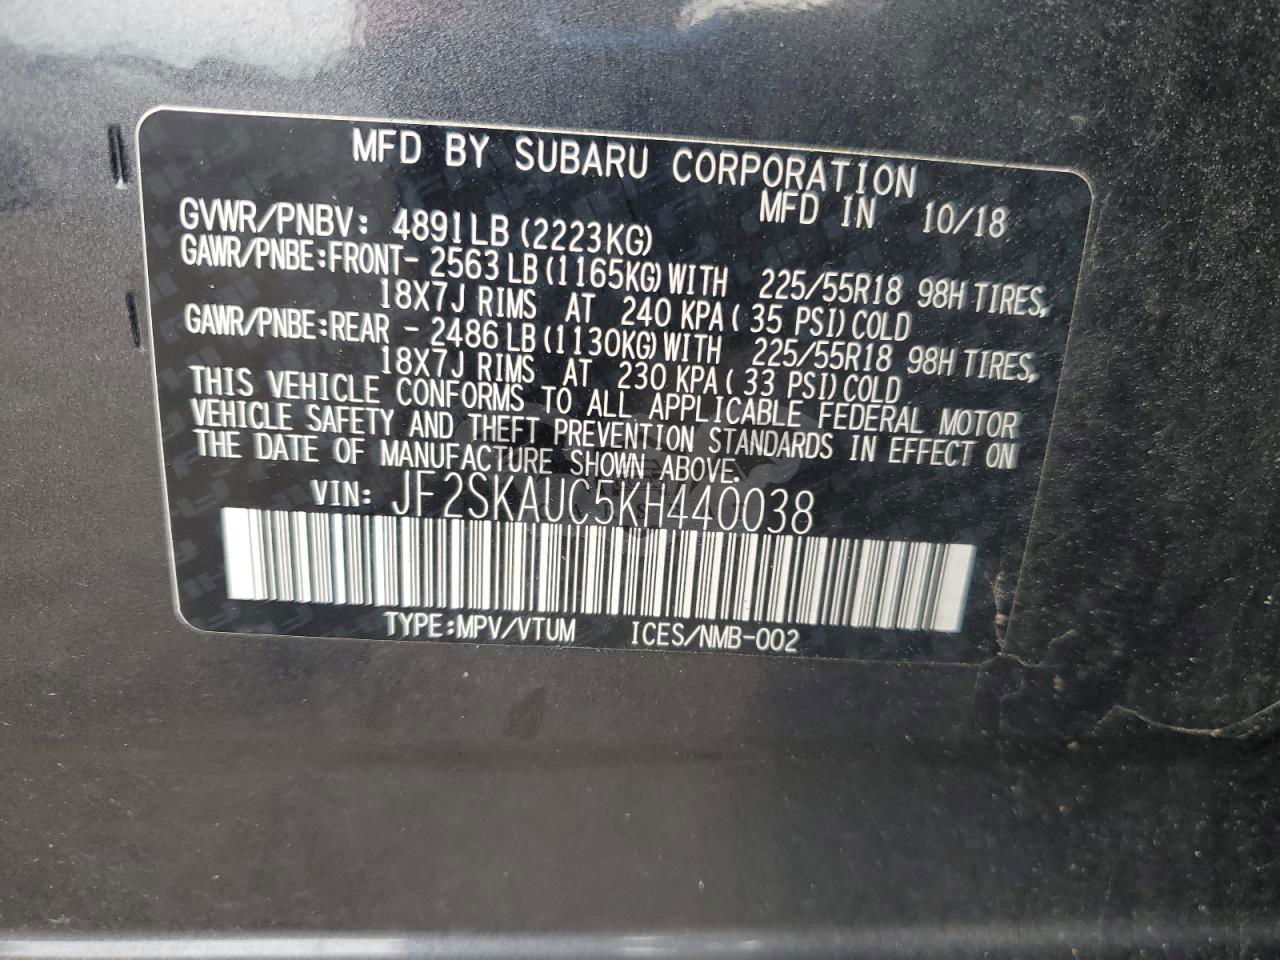 MFD BY SUBARU CORPORATION
MFD IN 10/18
GVWR/PNBV: 4891LB (2223KG)
GAWR/PNBE:FRONT- 2563LB(1165KG)WITH 225/55R18 98H TIRES,
18X7J RIMS AT 240 KPA( 35 PSI)COLD
GAWR/PNBE:REAR - 2486LB(1130KG)WITH 225/55R18 98H TIRES,
18X7J RIMS AT 230 KPA( 33 PSI)COLD
THIS VEHICLE CONFORMS TO ALL APPLICABLE FEDERAL MOTOR
VEHICLE SAFETY AND THEFT PREVENTION STANDARDS IN EFFECT ON
THE DATE OF MANUFACTURE SHOWN ABOVE.
VIN: JF2SKAUC5KH440038
TYPE:MPV/VTUM ICES/NMB-002